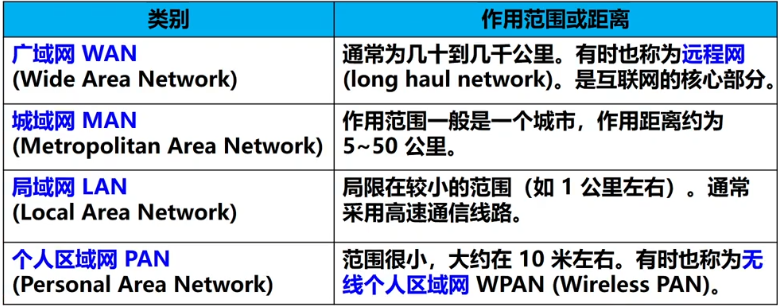 类别
作用范围或距离
广域网 WAN
(Wide Area Network)
通常为几十到几千公里。有时也称为远程网
(long haul network)。是互联网的核心部分。
城域网 MAN
(Metropolitan Area Network)
作用范围一般是一个城市，作用距离约为
5~50 公里。
局域网 LAN
(Local Area Network)
局限在较小的范围（如 1 公里左右）。通常
采用高速通信线路。
个人区域网 PAN
(Personal Area Network)
范围很小，大约在 10 米左右。有时也称为无
线个人区域网 WPAN (Wireless PAN)。